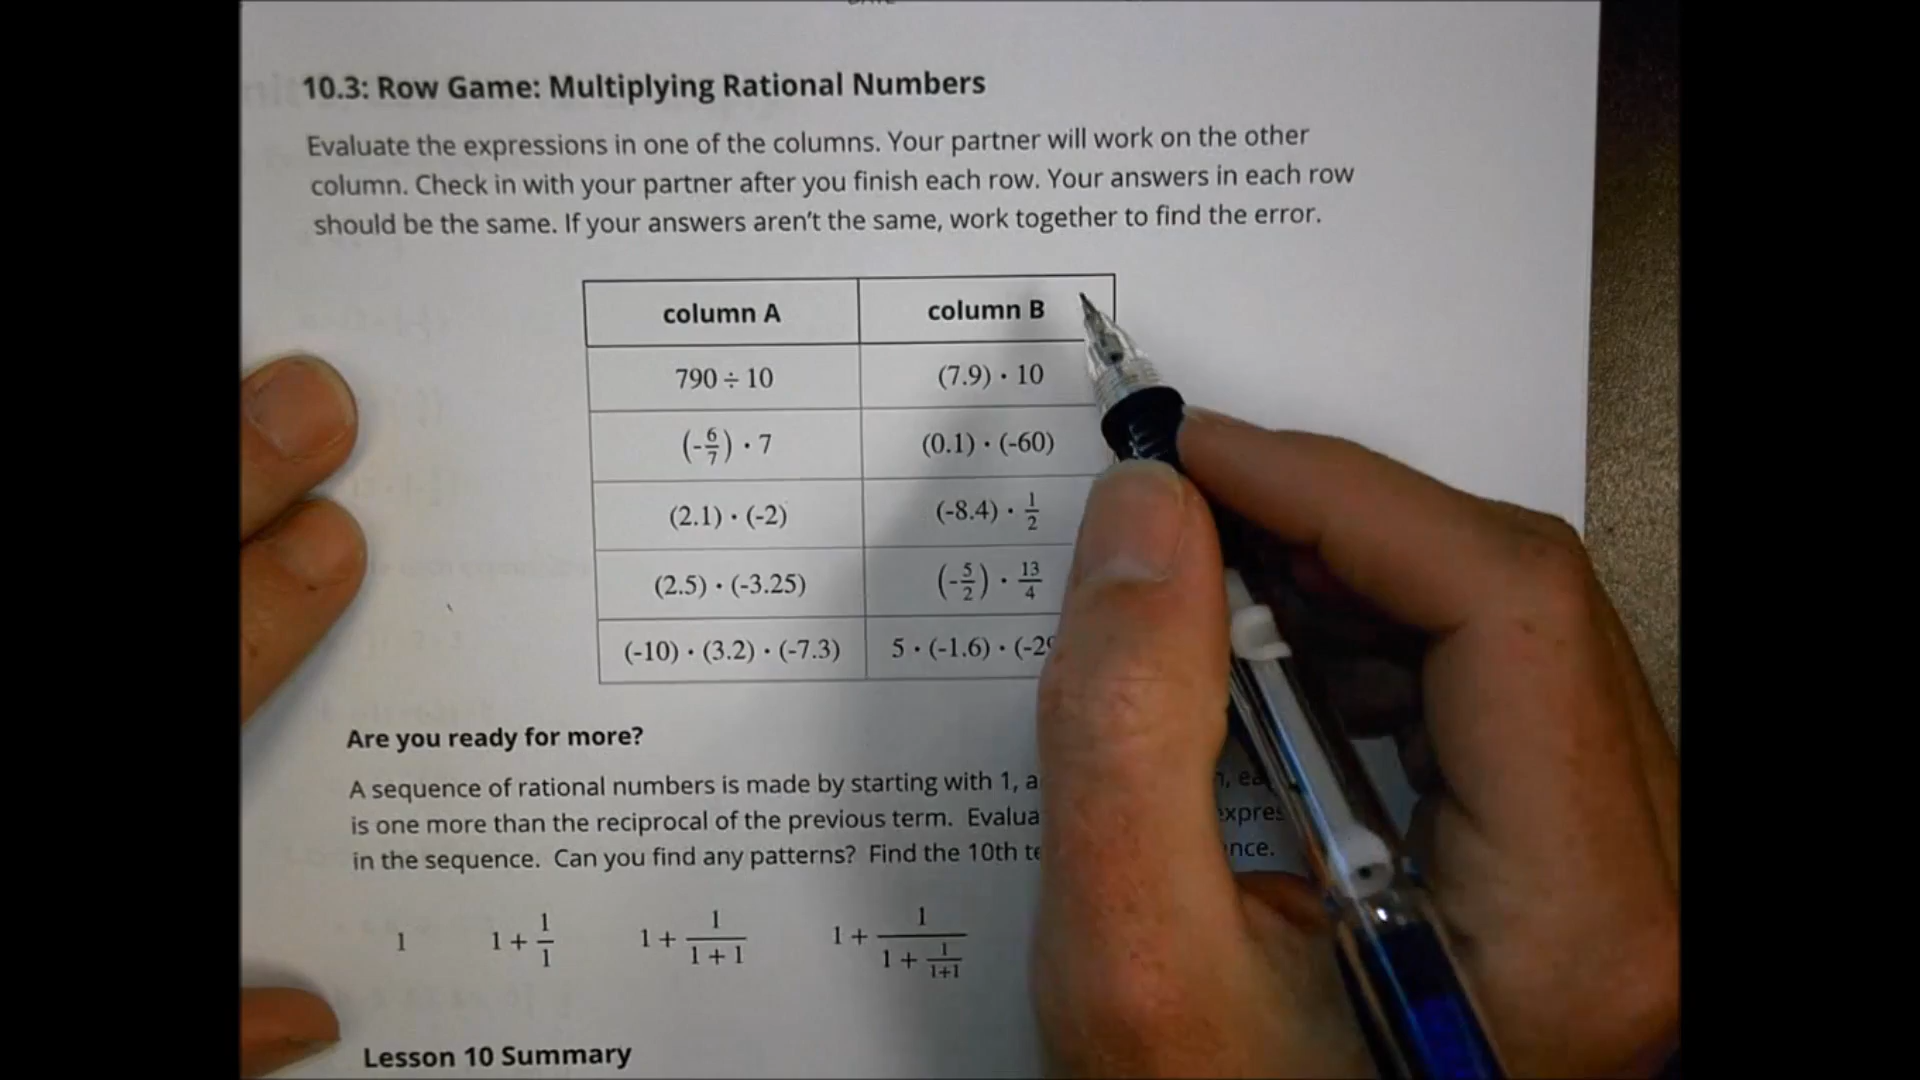 10.3: Row Game: Multiplying Rational Numbers
Evaluate the expressions in one of the columns. Your partner will work on the other
column. Check in with your partner after you finish each row. Your answers in each row
should be the same. If your answers aren't the same, work together to find the error.
column A column B
790 ÷ 10 (7.9) · 10
(-6/7) · 7 (0.1) · (-60)
(2.1) · (-2) (-8.4) · 1/2
(2.5) · (-3.25) (-5/2) · 13/4
(-10) · (3.2) · (-7.3) 5 · (-1.6) ·
Are you ready for more?
A sequence of rational numbers is made by starting with 1,
is one more than the reciprocal of the previous term.
in the sequence. Can you find any patterns? Find the 10th
1 1 + 1/1 1 + 1/(1 + 1) 1 + 1/(1 + 1/(1+1))
Lesson 10 Summary